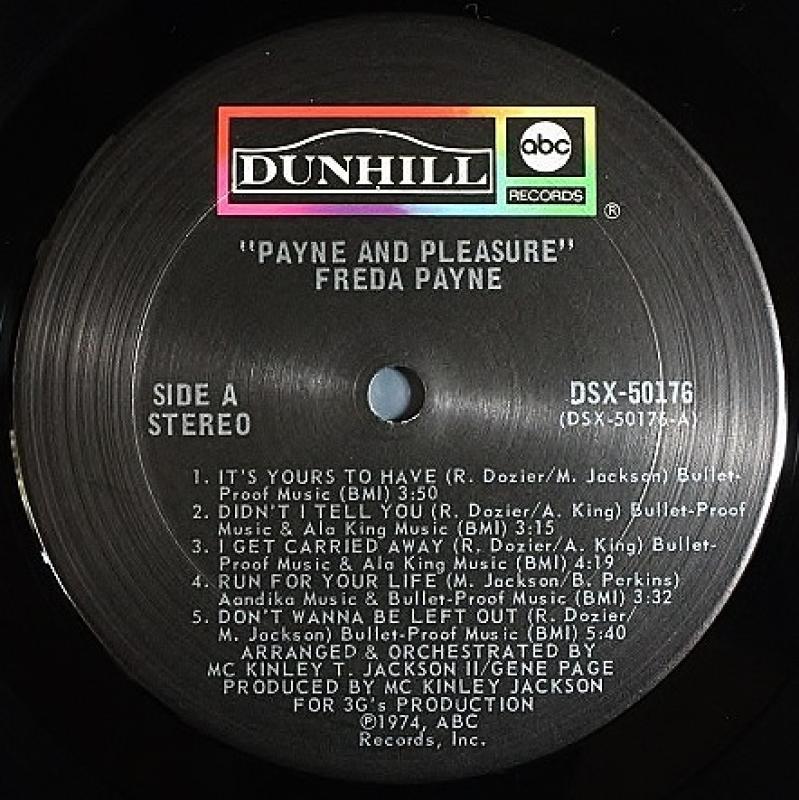 DUNHILL
abc
RECORDS
®
"PAYNE AND PLEASURE"
FREDA PAYNE
SIDE A
STEREO
DSX-50176
(DSX-50176-A)
1. IT'S YOURS TO HAVE (R. Dozier/M. Jackson) Bullet-
Proof Music (BMI) 3:50
2. DIDN'T I TELL YOU (R. Dozier/A. King) Bullet-Proof
Music & Ala King Music (BMI) 3:15
3. I GET CARRIED AWAY (R. Dozier/A. King) Bullet-
Proof Music & Ala King Music (BMI) 4:19
4. RUN FOR YOUR LIFE (M. Jackson/B. Perkins)
Aandika Music & Bullet-Proof Music (BMI) 3:32
5. DON'T WANNA BE LEFT OUT (R. Dozier/
M. Jackson) Bullet-Proof Music (BMI) 5:40
ARRANGED & ORCHESTRATED BY
MC KINLEY T. JACKSON II/GENE PAGE
PRODUCED BY MC KINLEY JACKSON
FOR 3G's PRODUCTION
℗1974, ABC
Records, Inc.